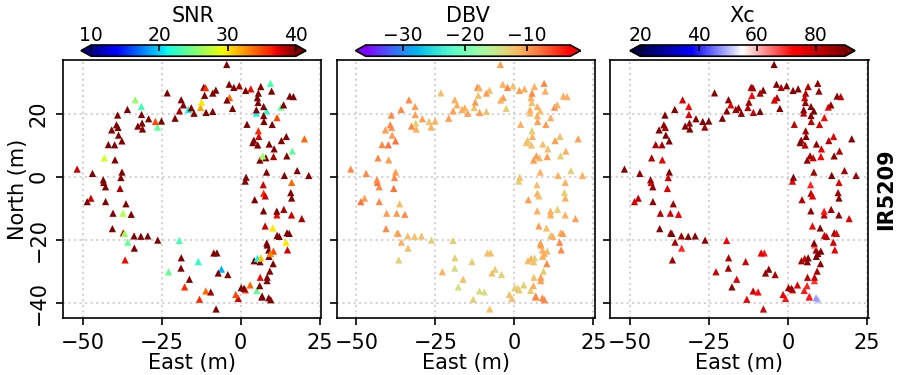 SNR DBV Xc
10 20 30 40 −30 −20 −10 20 40 60 80
North (m)
20
0
−20
−40
−50 −25 0 25 −50 −25 0 25 −50 −25 0 25
East (m) East (m) East (m)
IR5209